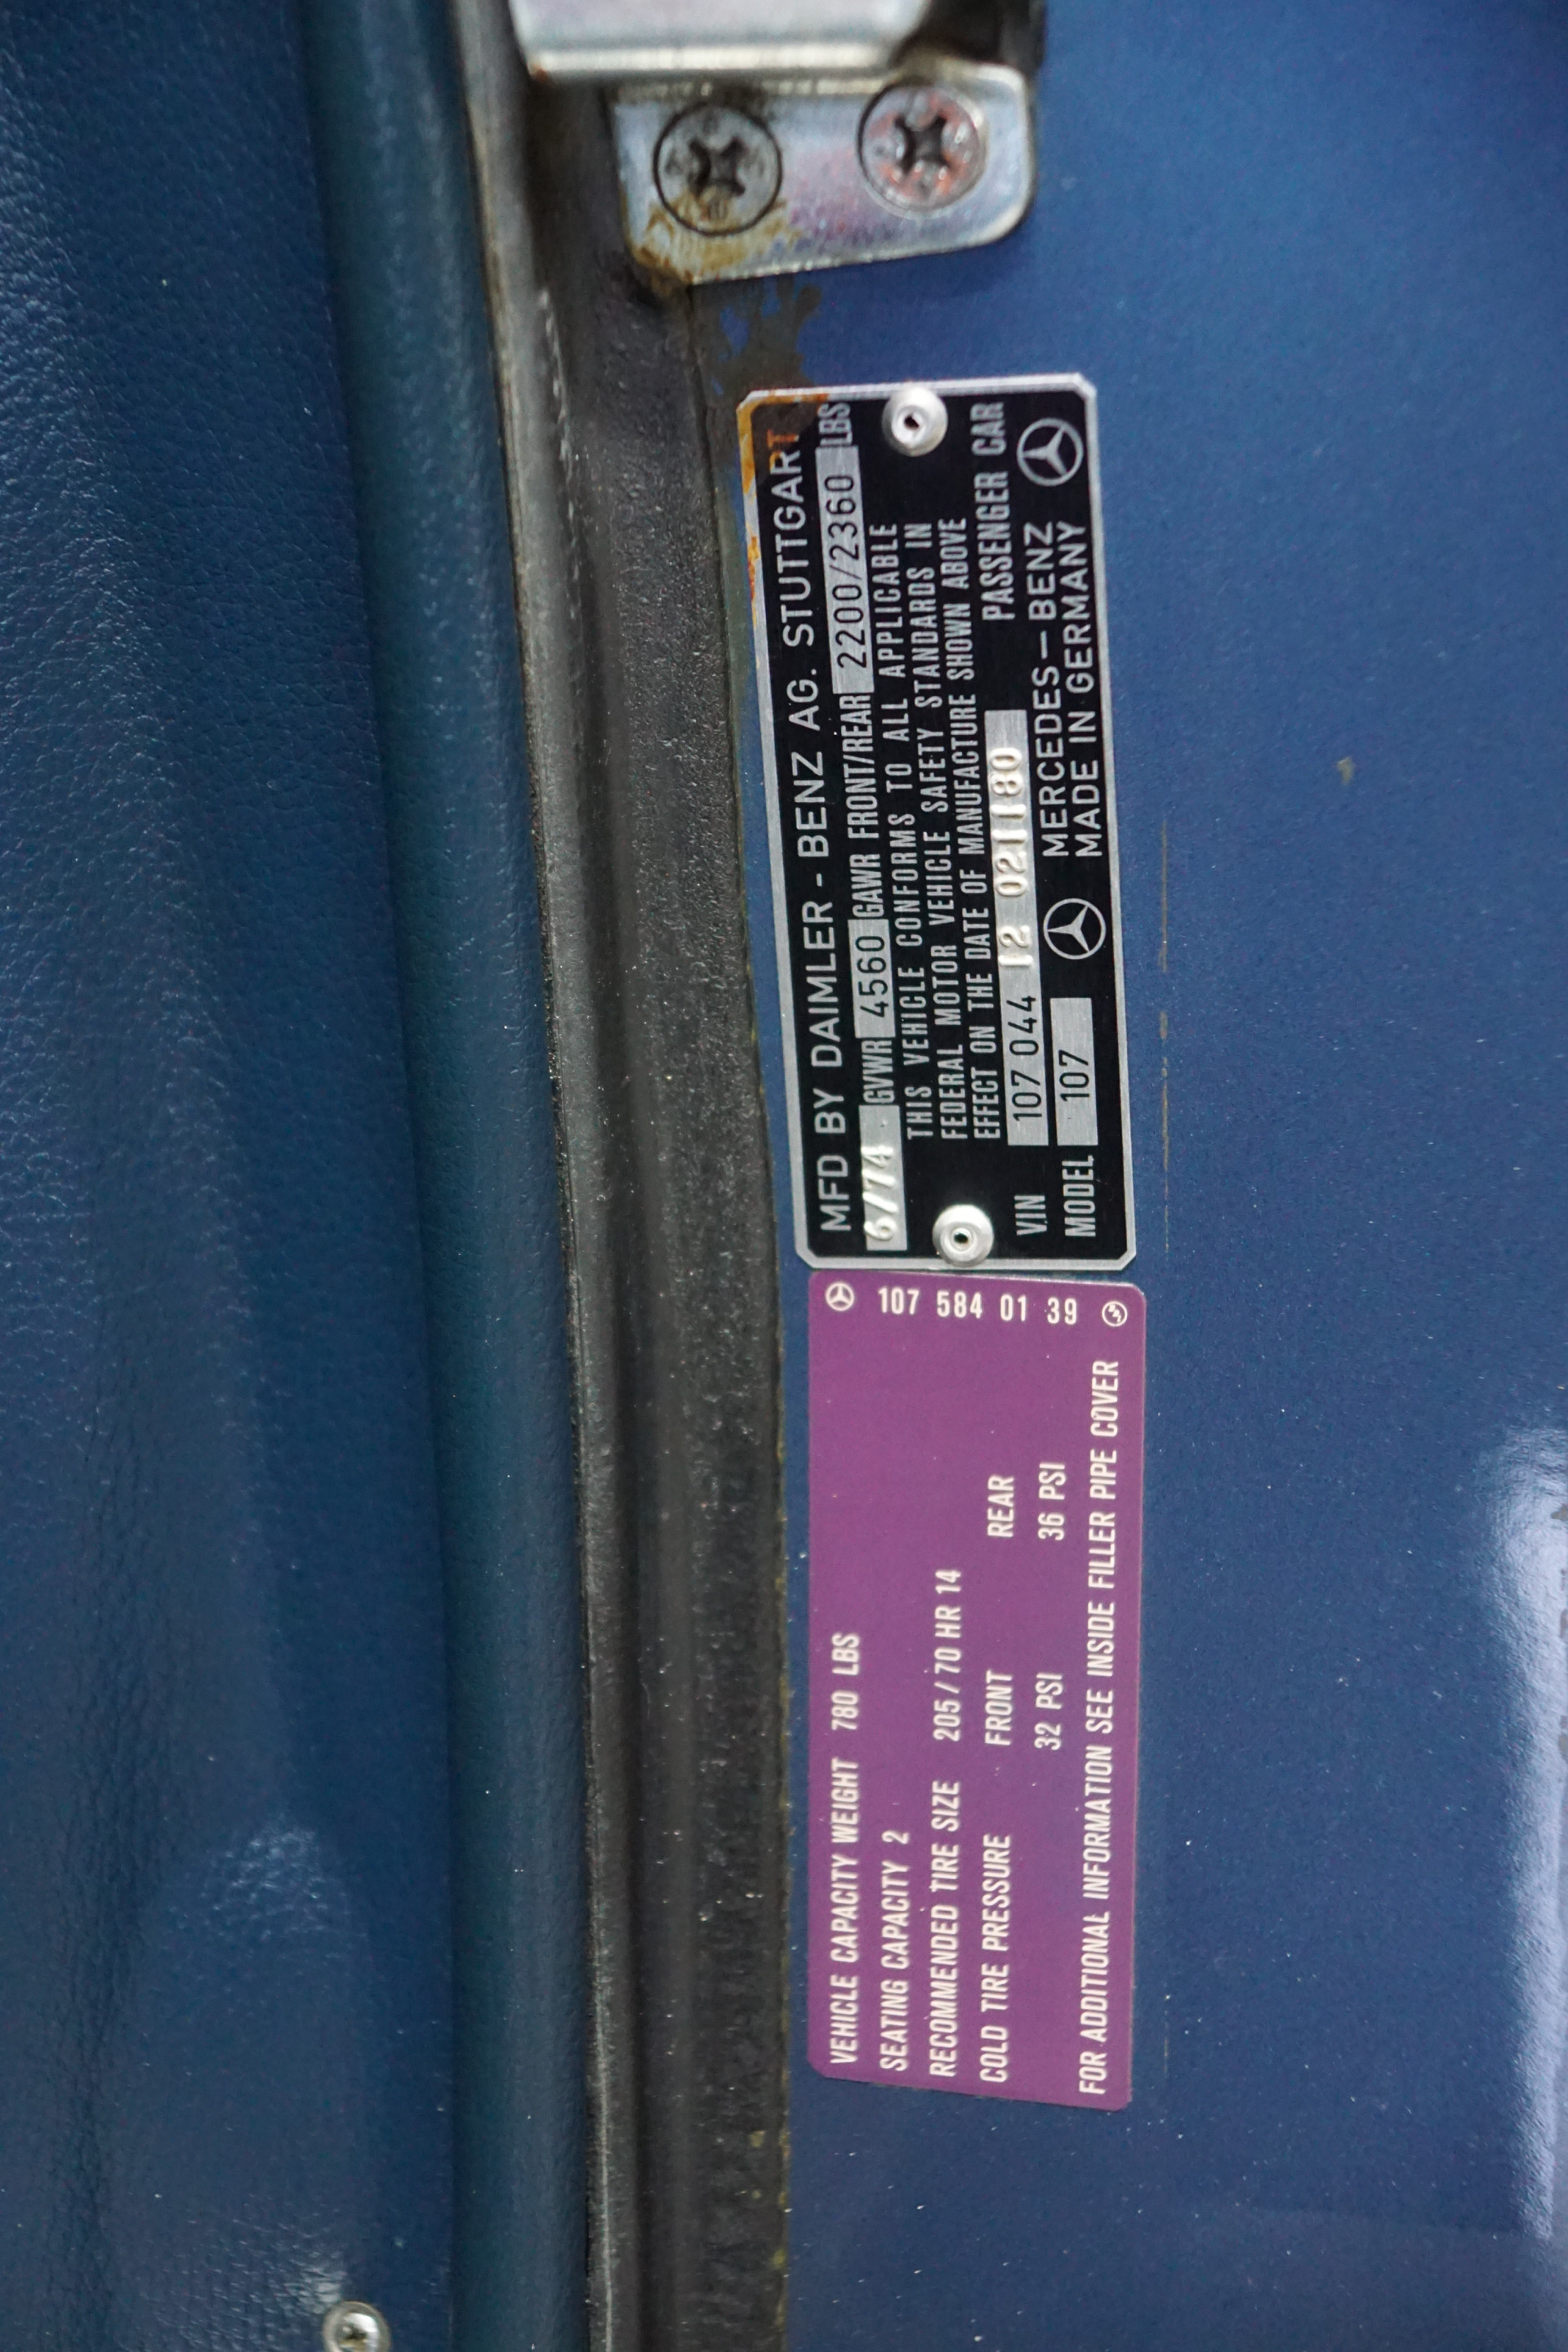 MFD BY DAIMLER - BENZ AG. STUTTGART
6/74 GVWR 4560 GAWR FRONT/REAR 2200/2360 LBS
THIS VEHICLE CONFORMS TO ALL APPLICABLE
FEDERAL MOTOR VEHICLE SAFETY STANDARDS IN
EFFECT ON THE DATE OF MANUFACTURE SHOWN ABOVE
VIN 107 044 12 021180 PASSENGER CAR
MODEL 107 MERCEDES-BENZ
MADE IN GERMANY
107 584 01 39
VEHICLE CAPACITY WEIGHT 780 LBS
SEATING CAPACITY 2
RECOMMENDED TIRE SIZE 205/70 HR 14
COLD TIRE PRESSURE FRONT REAR
32 PSI 36 PSI
FOR ADDITIONAL INFORMATION SEE INSIDE FILLER PIPE COVER